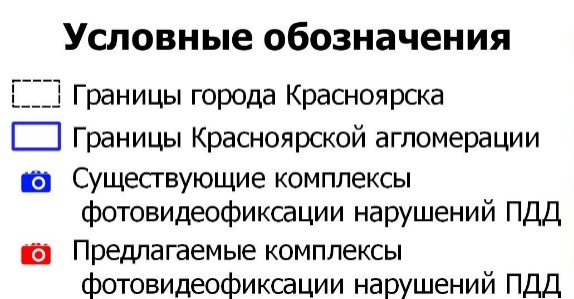 Условные обозначения
Границы города Красноярска
Границы Красноярской агломерации
Существующие комплексы
фотовидеофиксации нарушений ПДД
Предлагаемые комплексы
фотовидеофиксации нарушений ПДД